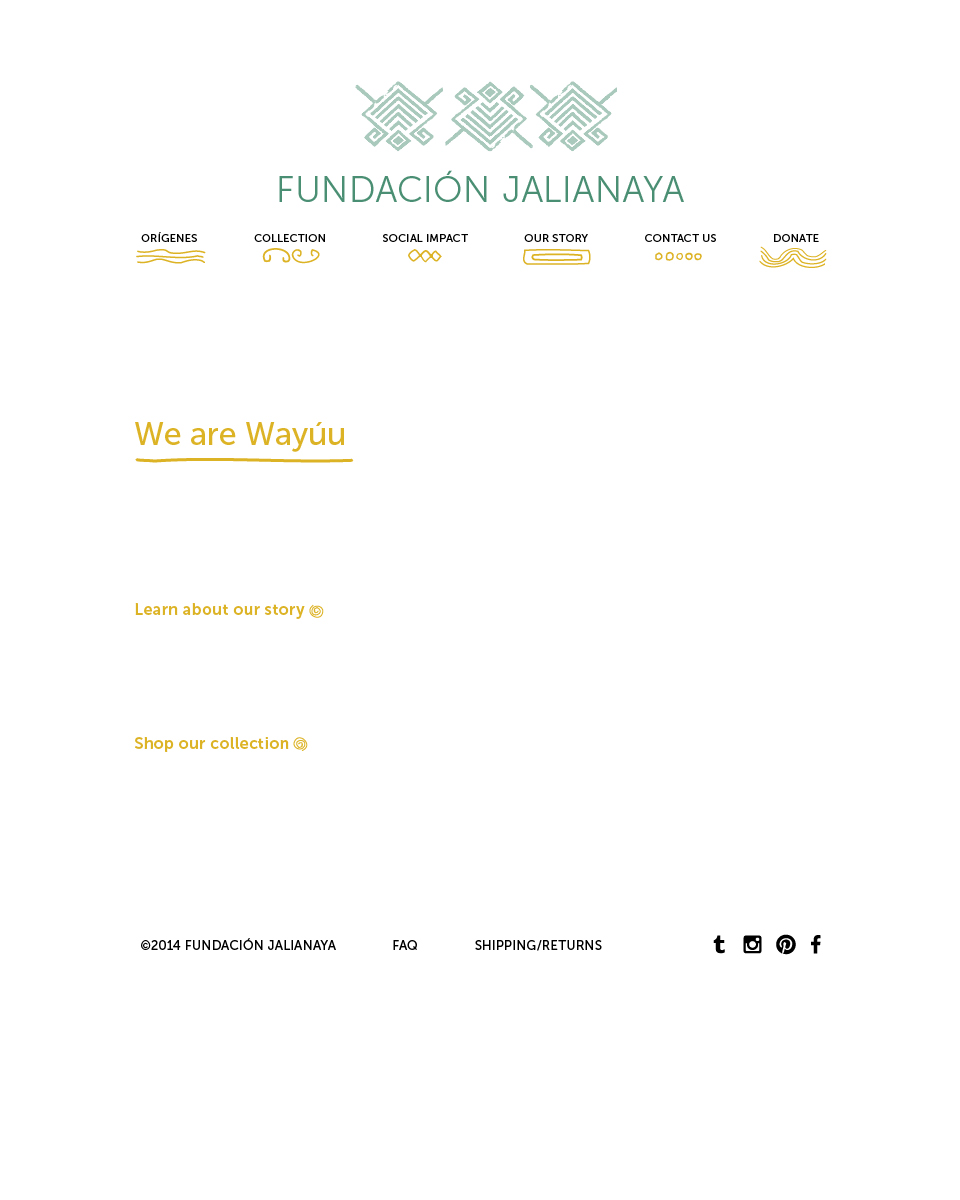 FUNDACIÓN JALIANAYA
ORÍGENES COLLECTION SOCIAL IMPACT OUR STORY CONTACT US DONATE
We are Wayúu
Learn about our story
Shop our collection
©2014 FUNDACIÓN JALIANAYA FAQ SHIPPING/RETURNS